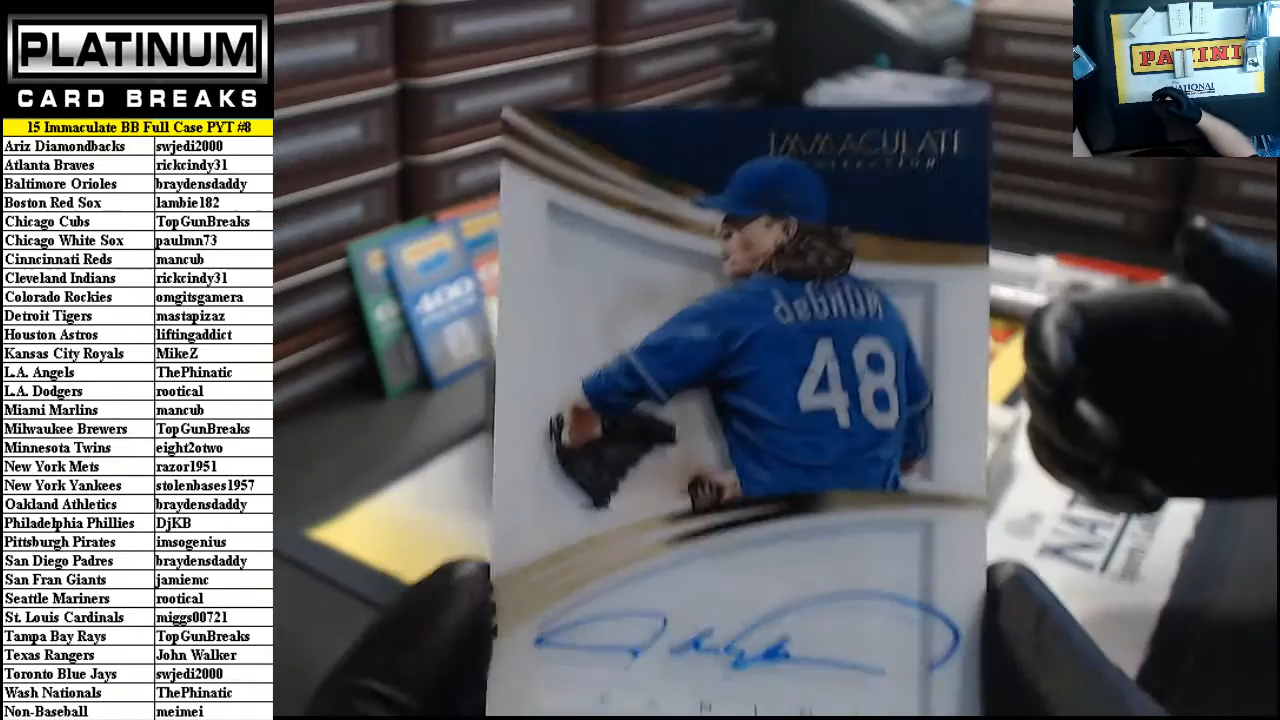 PLATINUM
CARD BREAKS
15 Immaculate BB Full Case PYT #8
Ariz Diamondbacks swjedi2000
Atlanta Braves rickcindy31
Baltimore Orioles braydensdaddy
Boston Red Sox lambie182
Chicago Cubs TopGunBreaks
Chicago White Sox paulmn73
Cinncinnati Reds mancub
Cleveland Indians rickcindy31
Colorado Rockies omgitsgamera
Detroit Tigers mastapizaz
Houston Astros liftingaddict
Kansas City Royals MikeZ
L.A. Angels ThePhinatic
L.A. Dodgers rootical
Miami Marlins mancub
Milwaukee Brewers TopGunBreaks
Minnesota Twins eight2otwo
New York Mets razor1951
New York Yankees stolenbases1957
Oakland Athletics braydensdaddy
Philadelphia Phillies DjKB
Pittsburgh Pirates imsogenius
San Diego Padres braydensdaddy
San Fran Giants jamiemc
Seattle Mariners rootical
St. Louis Cardinals miggs00721
Tampa Bay Rays TopGunBreaks
Texas Rangers John Walker
Toronto Blue Jays swjedi2000
Wash Nationals ThePhinatic
Non-Baseball meimei
IMMACULATE
COLLECTION
deGROM
48
400
PANINI
NATIONAL